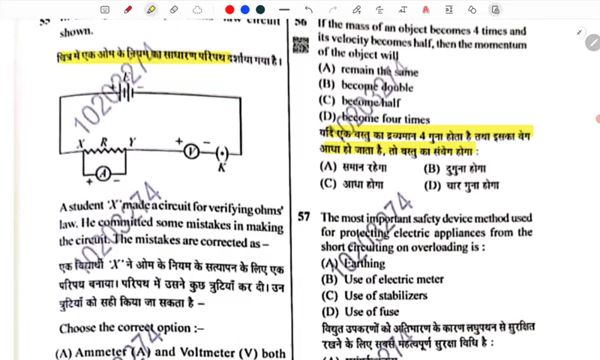 55
law circuit
shown.
चित्र में एक ओम के नियम का साधारण परिपथ दर्शाया गया है।
+ −
X R Y
+ V −
K
+ A −
A student 'X' made a circuit for verifying ohms'
law. He committed some mistakes in making
the circuit. The mistakes are corrected as –
एक विद्यार्थी 'X' ने ओम के नियम के सत्यापन के लिए एक
परिपथ बनाया। परिपथ में उसने कुछ त्रुटियाँ कर दी। उन
त्रुटियों को सही किया जा सकता है –
Choose the correct option :–
(A) Ammeter (A) and Voltmeter (V) both
56 If the mass of an object becomes 4 times and
its velocity becomes half, then the momentum
of the object will
(A) remain the same
(B) become double
(C) become half
(D) become four times
यदि एक वस्तु का द्रव्यमान 4 गुना होता है तथा इसका वेग
आधा हो जाता है, तो वस्तु का संवेग होगा :
(A) समान रहेगा (B) दुगुना होगा
(C) आधा होगा (D) चार गुना होगा
57 The most important safety device method used
for protecting electric appliances from the
short circuiting on overloading is :
(A) Earthing
(B) Use of electric meter
(C) Use of stabilizers
(D) Use of fuse
विद्युत उपकरणों को अतिभारण के कारण लघुपथन से सुरक्षित
रखने के लिए सबसे महत्वपूर्ण सुरक्षा विधि है :
10203274
10203274
10203274
10203274